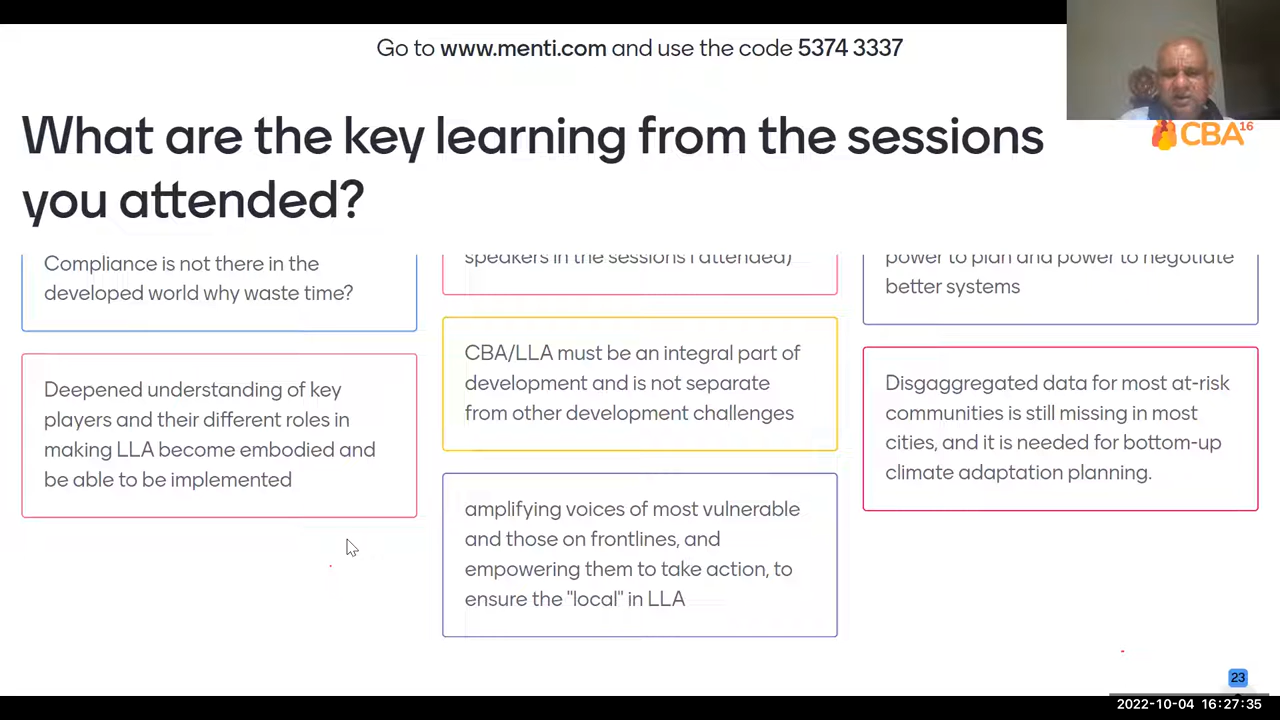 Go to www.menti.com and use the code 5374 3337
What are the key learning from the sessions
you attended?
CBA16
Compliance is not there in the
developed world why waste time?
Deepened understanding of key
players and their different roles in
making LLA become embodied and
be able to be implemented
speakers in the sessions I attended)
CBA/LLA must be an integral part of
development and is not separate
from other development challenges
amplifying voices of most vulnerable
and those on frontlines, and
empowering them to take action, to
ensure the "local" in LLA
power to plan and power to negotiate
better systems
Disgaggregated data for most at-risk
communities is still missing in most
cities, and it is needed for bottom-up
climate adaptation planning.
23
2022-10-04 16:27:35